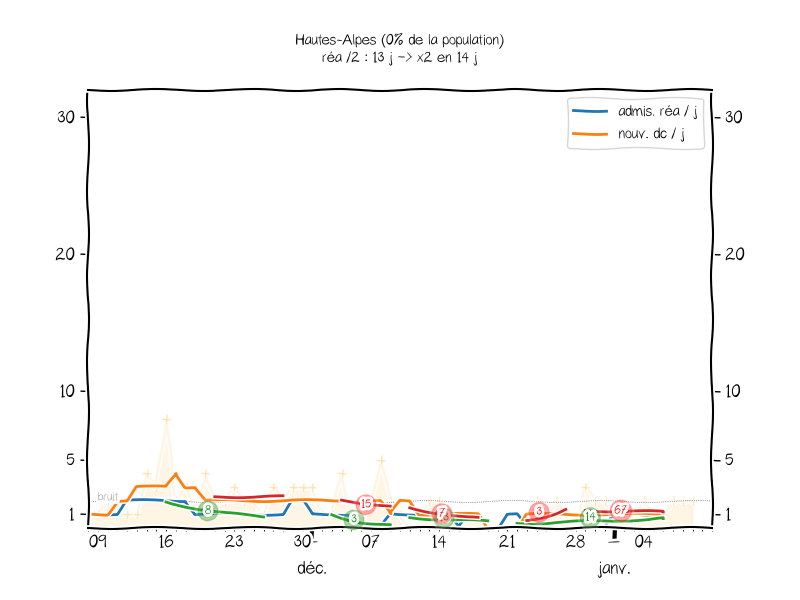 Hautes-Alpes (0% de la population)
réa /2 : 13 j -> x2 en 14 j
admis. réa / j
nouv. dc / j
30 30
20 20
10 10
5 5
bruit
1 1
8 3 15 7 3 14 67
09 16 23 30 07 14 21 28 04
déc. janv.